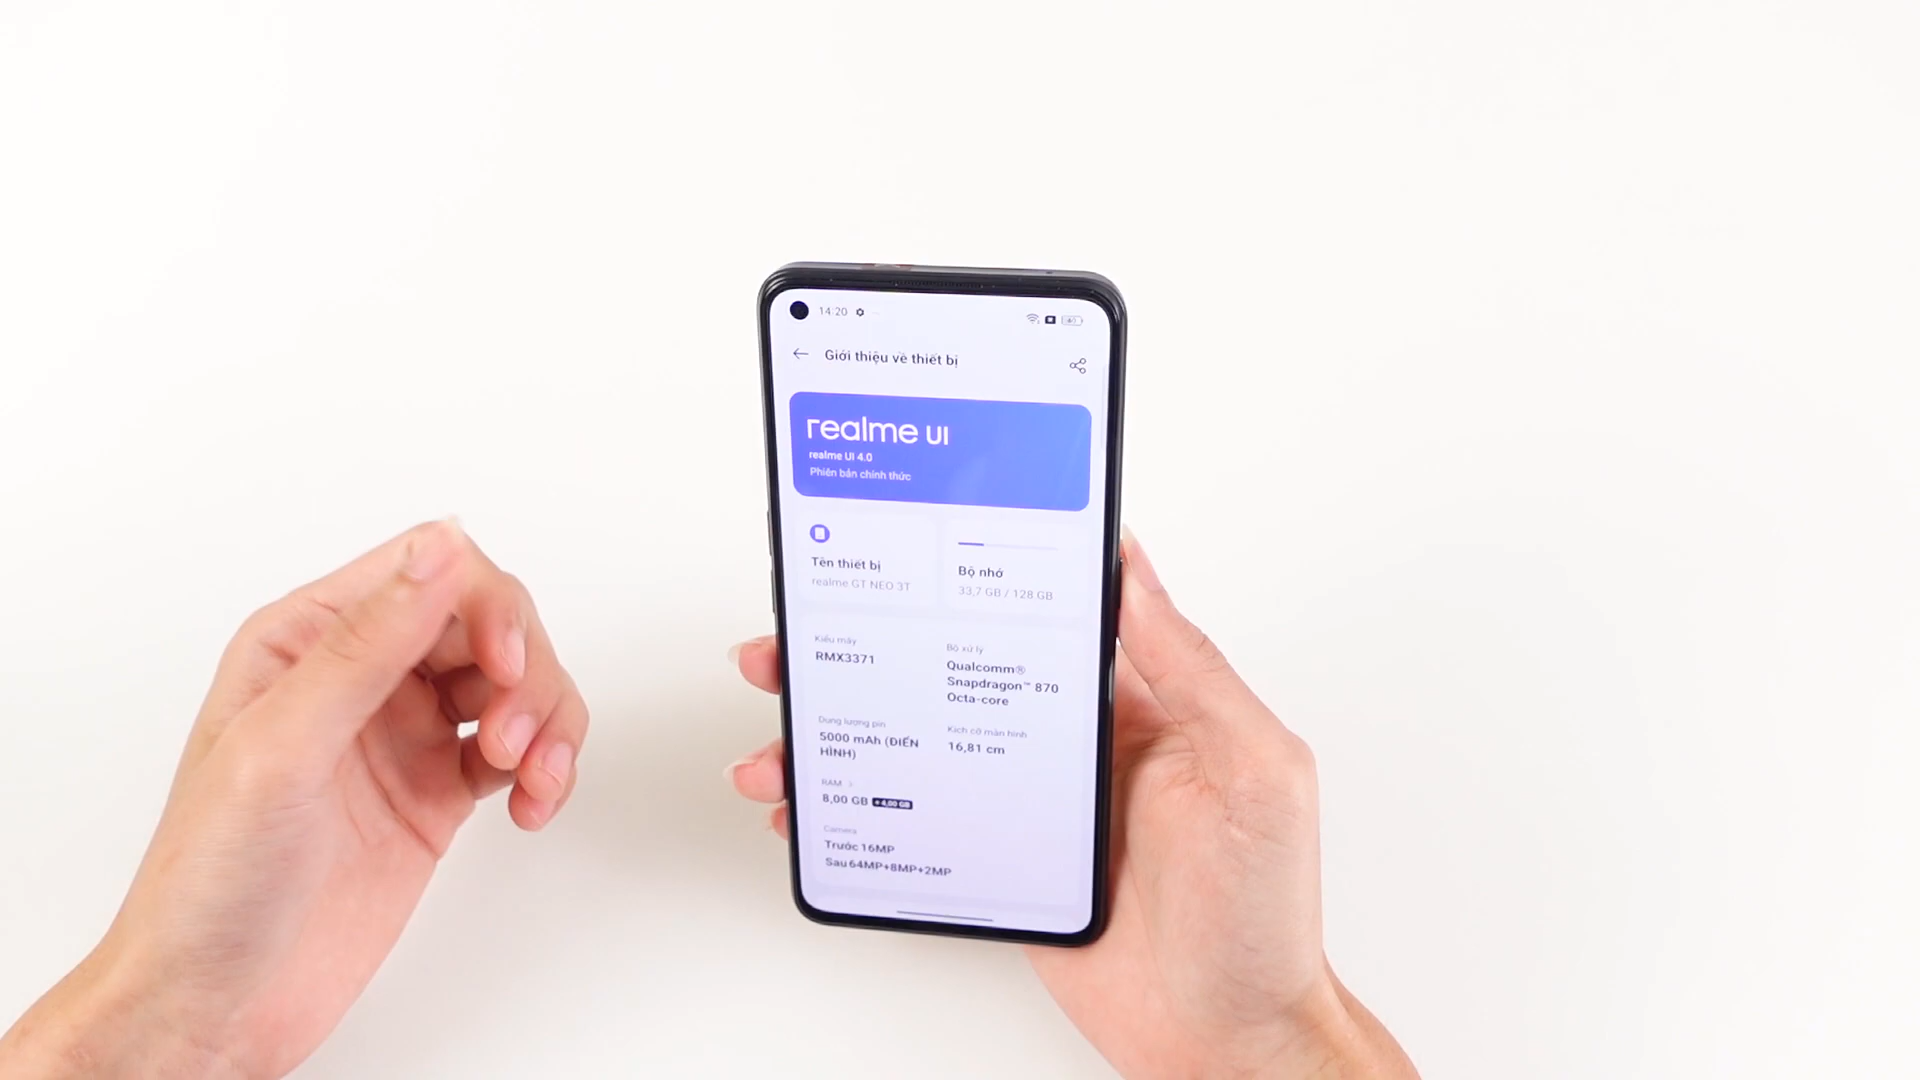 14:20
Giới thiệu về thiết bị
realme UI
realme UI 4.0
Phiên bản chính thức
Tên thiết bị
realme GT NEO 3T
Bộ nhớ
33,7 GB / 128 GB
Kiểu máy
RMX3371
Bộ xử lý
Qualcomm®
Snapdragon™ 870
Octa-core
Dung lượng pin
5000 mAh (ĐIỂN
HÌNH)
Kích cỡ màn hình
16,81 cm
RAM >
8,00 GB +4,00 GB
Camera
Trước 16MP
Sau 64MP+8MP+2MP